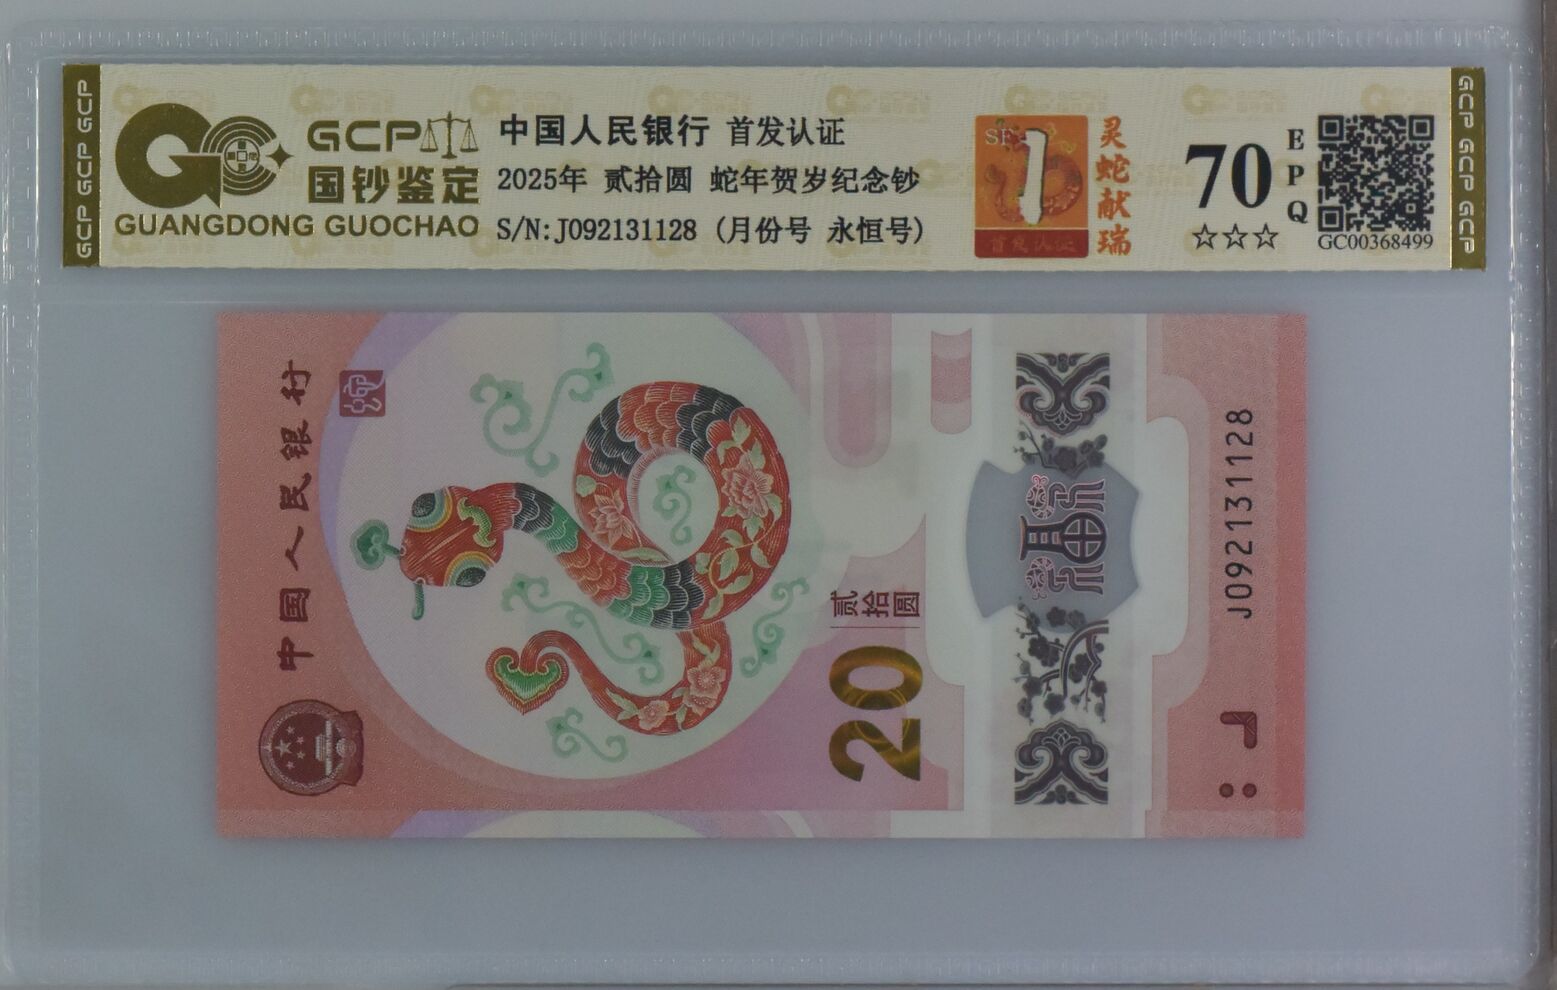 GCP GCP GCP
GCP
国钞鉴定
GUANGDONG GUOCHAO
中国人民银行 首发认证
2025年 贰拾圆 蛇年贺岁纪念钞
S/N:J092131128 (月份号 永恒号)
1
首发认证
灵蛇献瑞
70
EPQ
☆☆☆
GC00368499
GCP GCP GCP
中国人民银行
贰拾圆
20
J092131128